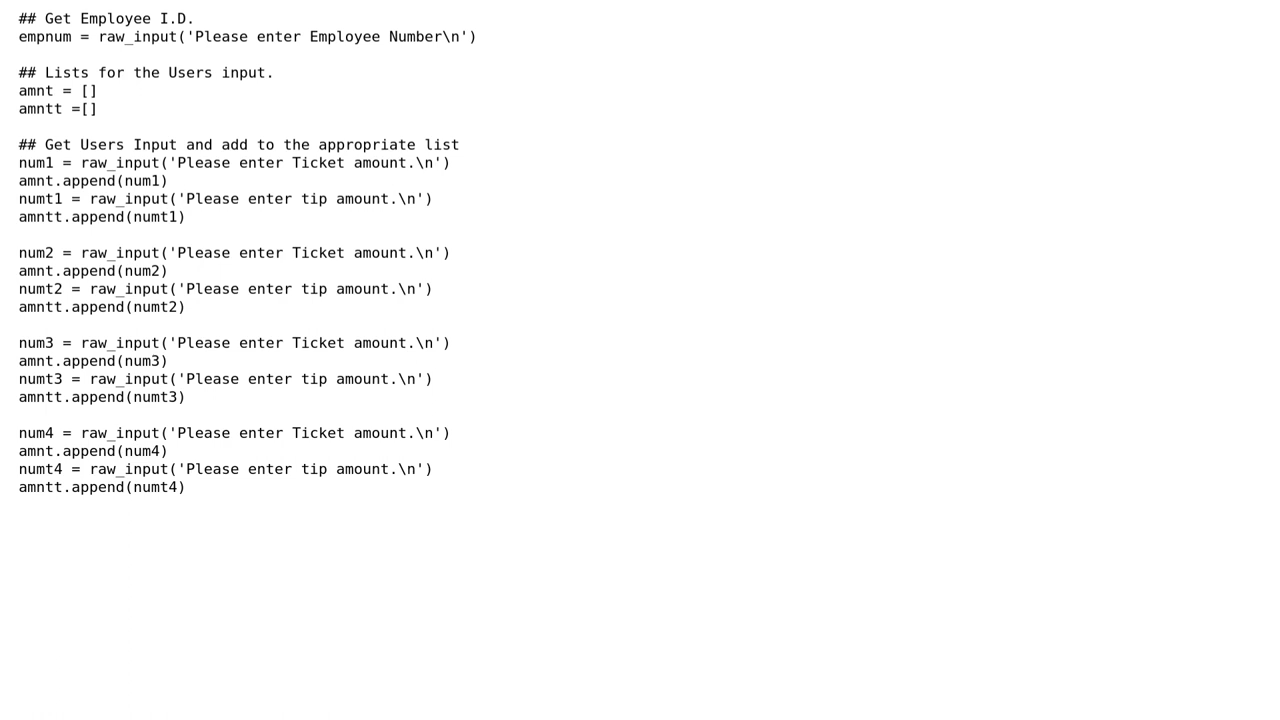 ## Get Employee I.D.
empnum = raw_input('Please enter Employee Number\n')

## Lists for the Users input.
amnt = []
amntt =[]

## Get Users Input and add to the appropriate list
num1 = raw_input('Please enter Ticket amount.\n')
amnt.append(num1)
numt1 = raw_input('Please enter tip amount.\n')
amntt.append(numt1)

num2 = raw_input('Please enter Ticket amount.\n')
amnt.append(num2)
numt2 = raw_input('Please enter tip amount.\n')
amntt.append(numt2)

num3 = raw_input('Please enter Ticket amount.\n')
amnt.append(num3)
numt3 = raw_input('Please enter tip amount.\n')
amntt.append(numt3)

num4 = raw_input('Please enter Ticket amount.\n')
amnt.append(num4)
numt4 = raw_input('Please enter tip amount.\n')
amntt.append(numt4)